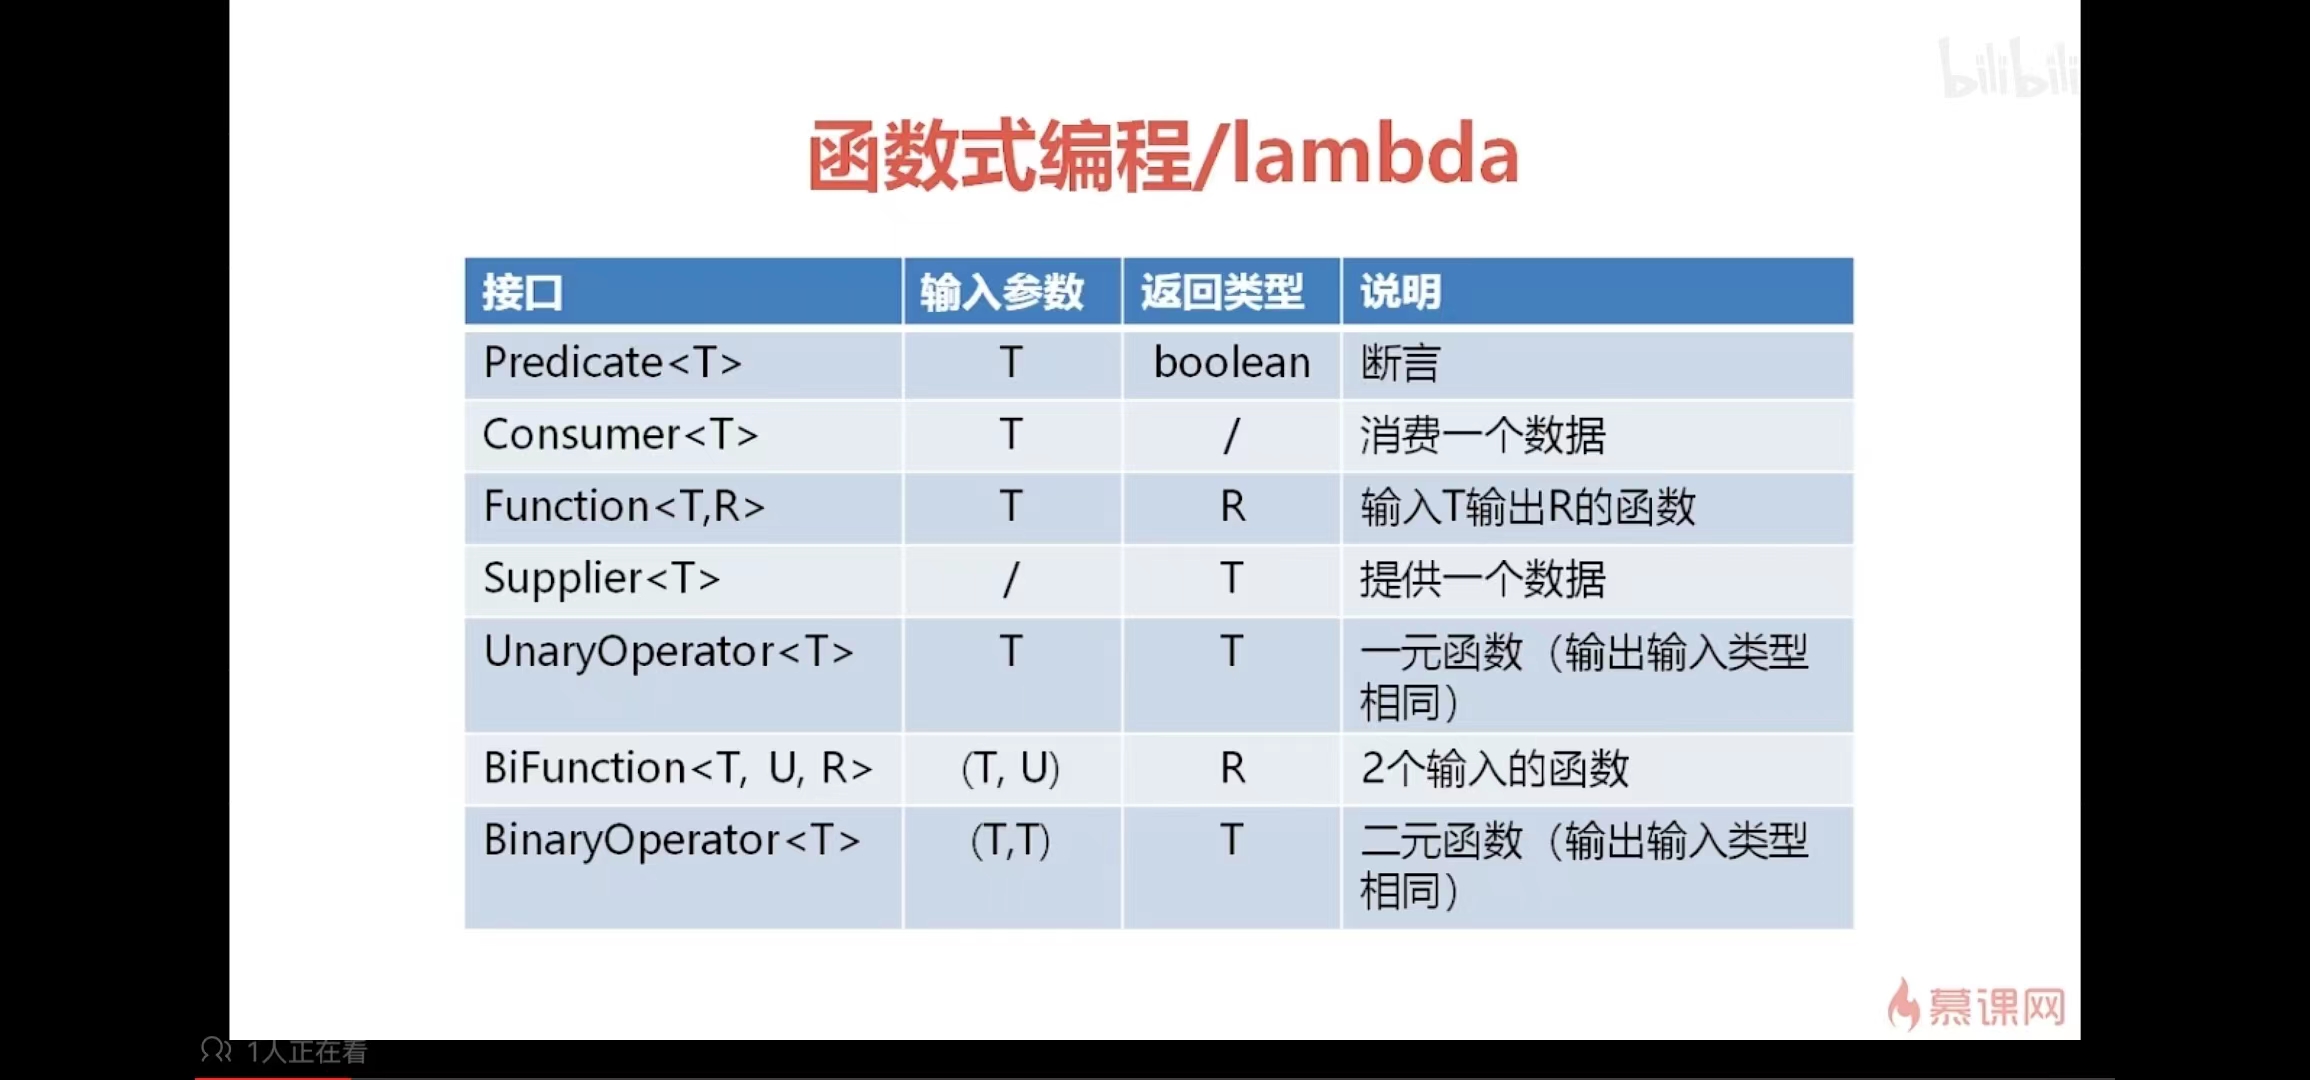 bilibili
函数式编程/lambda
接口 输入参数 返回类型 说明
Predicate<T> T boolean 断言
Consumer<T> T / 消费一个数据
Function<T,R> T R 输入T输出R的函数
Supplier<T> / T 提供一个数据
UnaryOperator<T> T T 一元函数（输出输入类型
相同）
BiFunction<T, U, R> (T, U) R 2个输入的函数
BinaryOperator<T> (T,T) T 二元函数（输出输入类型
相同）
慕课网
1人正在看